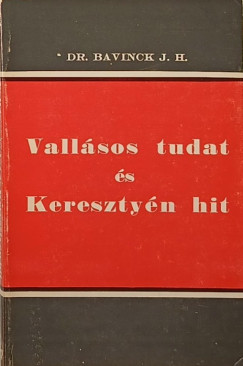 DR. BAVINCK J. H.
Vallásos tudat
és
Keresztyén hit